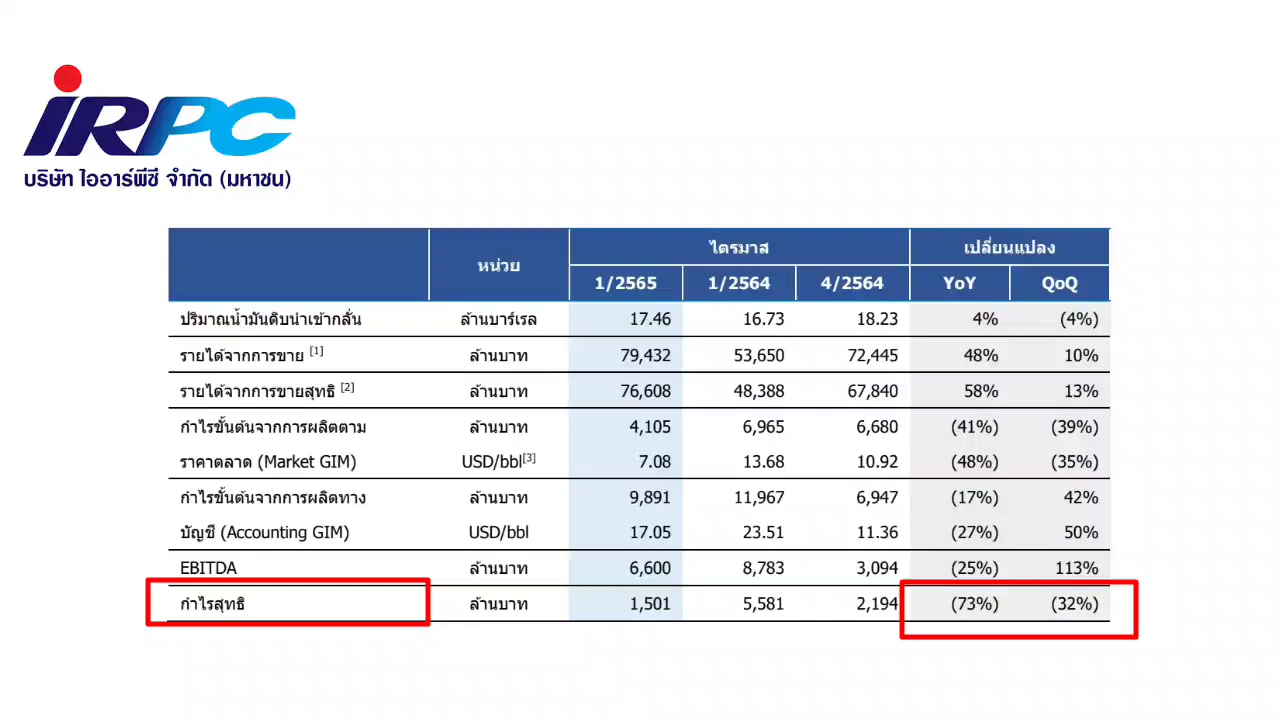 iRPC
บริษัท ไออาร์พีซี จำกัด (มหาชน)
หน่วย ไตรมาส เปลี่ยนแปลง
1/2565 1/2564 4/2564 YoY QoQ
ปริมาณน้ำมันดิบนำเข้ากลั่น ล้านบาร์เรล 17.46 16.73 18.23 4% (4%)
รายได้จากการขาย [1] ล้านบาท 79,432 53,650 72,445 48% 10%
รายได้จากการขายสุทธิ [2] ล้านบาท 76,608 48,388 67,840 58% 13%
กำไรขั้นต้นจากการผลิตตาม ล้านบาท 4,105 6,965 6,680 (41%) (39%)
ราคาตลาด (Market GIM) USD/bbl[3] 7.08 13.68 10.92 (48%) (35%)
กำไรขั้นต้นจากการผลิตทาง ล้านบาท 9,891 11,967 6,947 (17%) 42%
บัญชี (Accounting GIM) USD/bbl 17.05 23.51 11.36 (27%) 50%
EBITDA ล้านบาท 6,600 8,783 3,094 (25%) 113%
กำไรสุทธิ ล้านบาท 1,501 5,581 2,194 (73%) (32%)